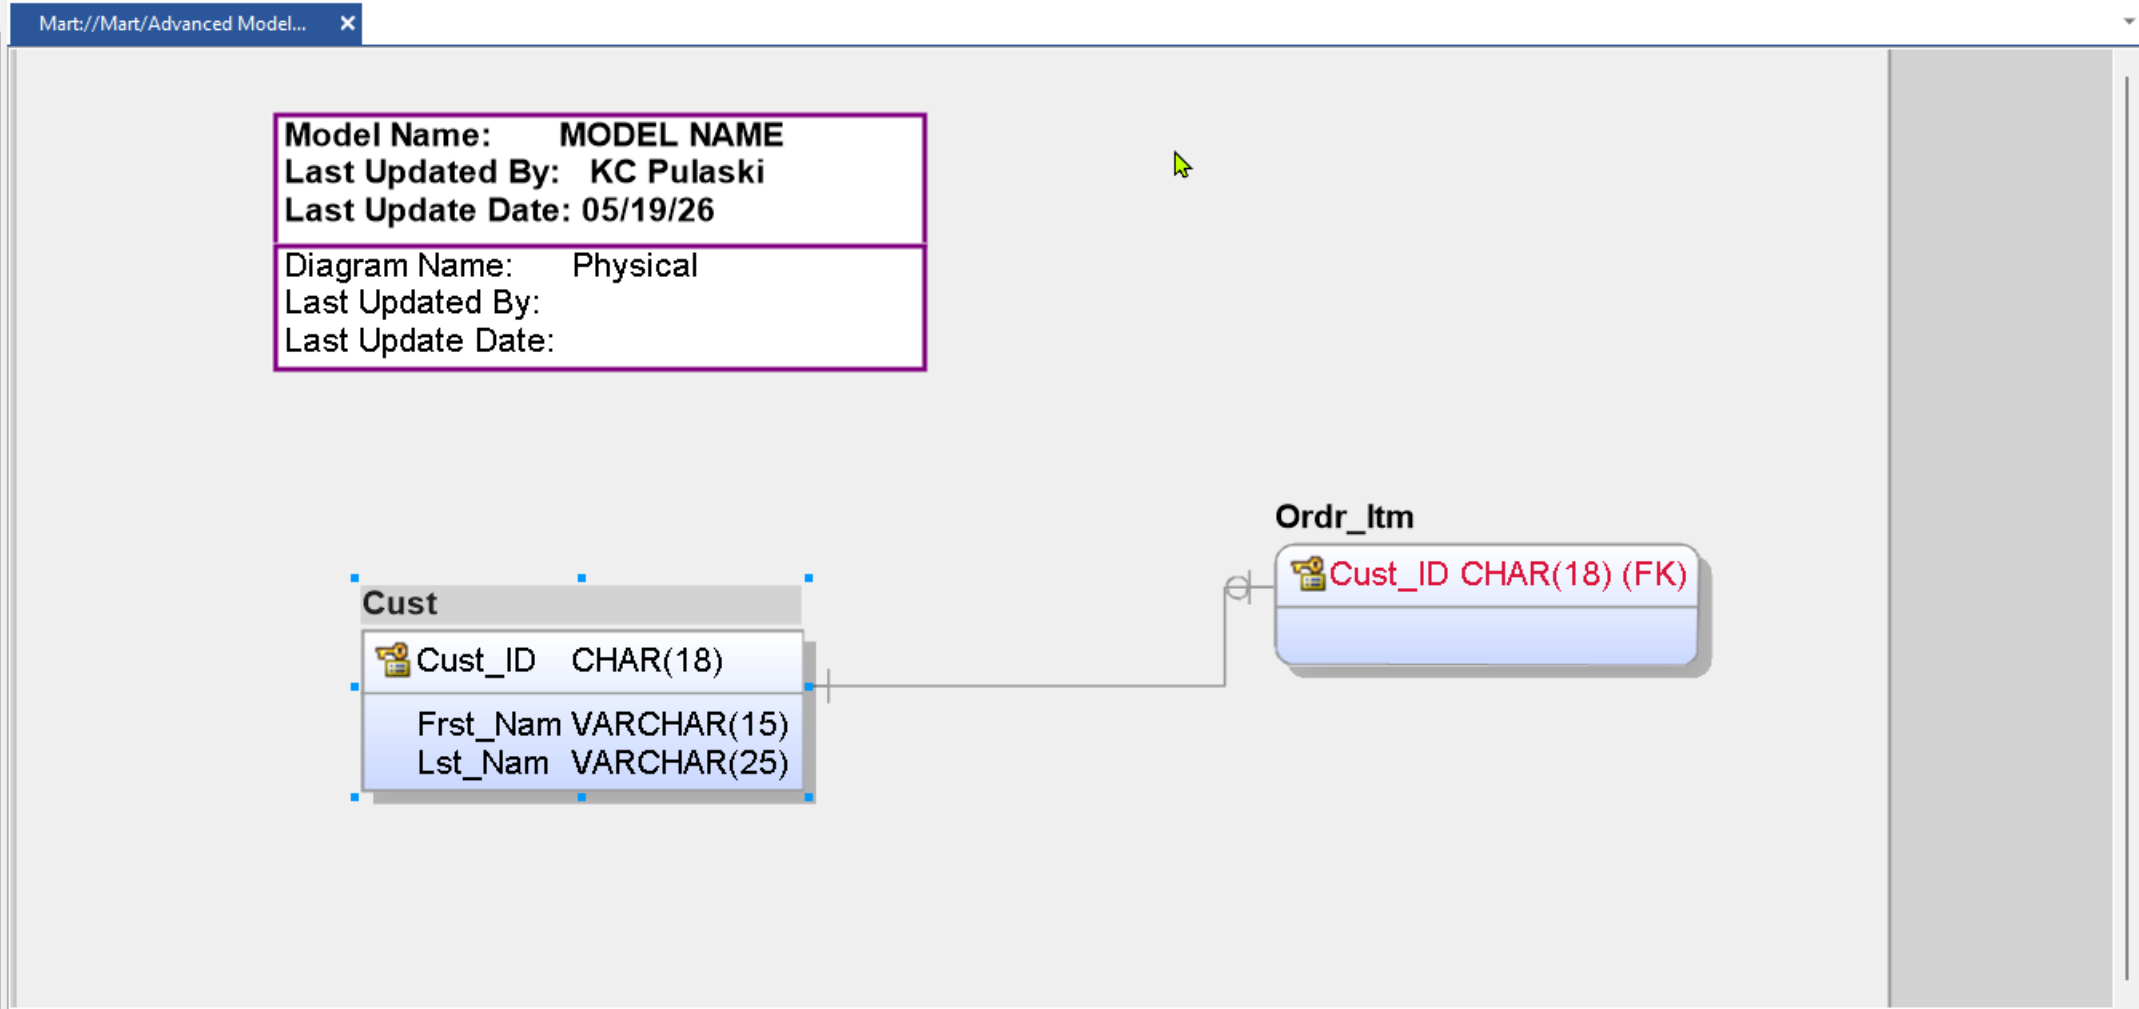 Mart://Mart/Advanced Model...
Model Name: MODEL NAME
Last Updated By: KC Pulaski
Last Update Date: 05/19/26
Diagram Name: Physical
Last Updated By:
Last Update Date:
Ordr_Itm
Cust_ID CHAR(18) (FK)
Cust
Cust_ID CHAR(18)
Frst_Nam VARCHAR(15)
Lst_Nam VARCHAR(25)